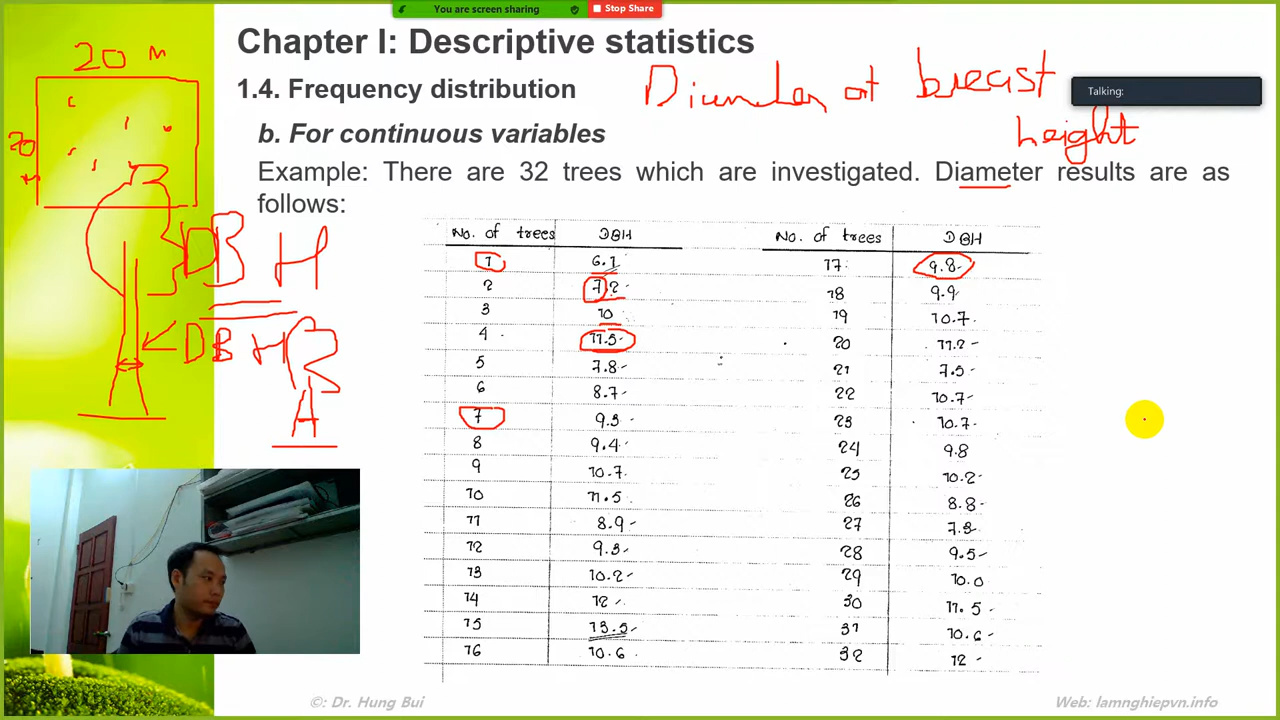 You are screen sharing Stop Share
Chapter I: Descriptive statistics
20 M
1.4. Frequency distribution
Diameter at breast height
Talking:
b. For continuous variables
20 M
Example: There are 32 trees which are investigated. Diameter results are as
follows:
DBH
DBH
No. of trees DBH No. of trees DBH
1 6.1 17 9.8
2 7.2 18 9.9
3 10 19 10.7
4 11.5 20 11.2
5 7.8 21 7.5
6 8.7 22 10.7
7 9.3 23 10.7
8 9.4 24 9.8
9 10.7 25 10.2
10 11.5 26 8.8
11 8.9 27 7.3
12 9.3 28 9.5
13 10.2 29 10.0
14 12 30 11.5
15 13.5 31 10.6
16 10.6 32 12
©: Dr. Hung Bui
Web: lamnghiepvn.info